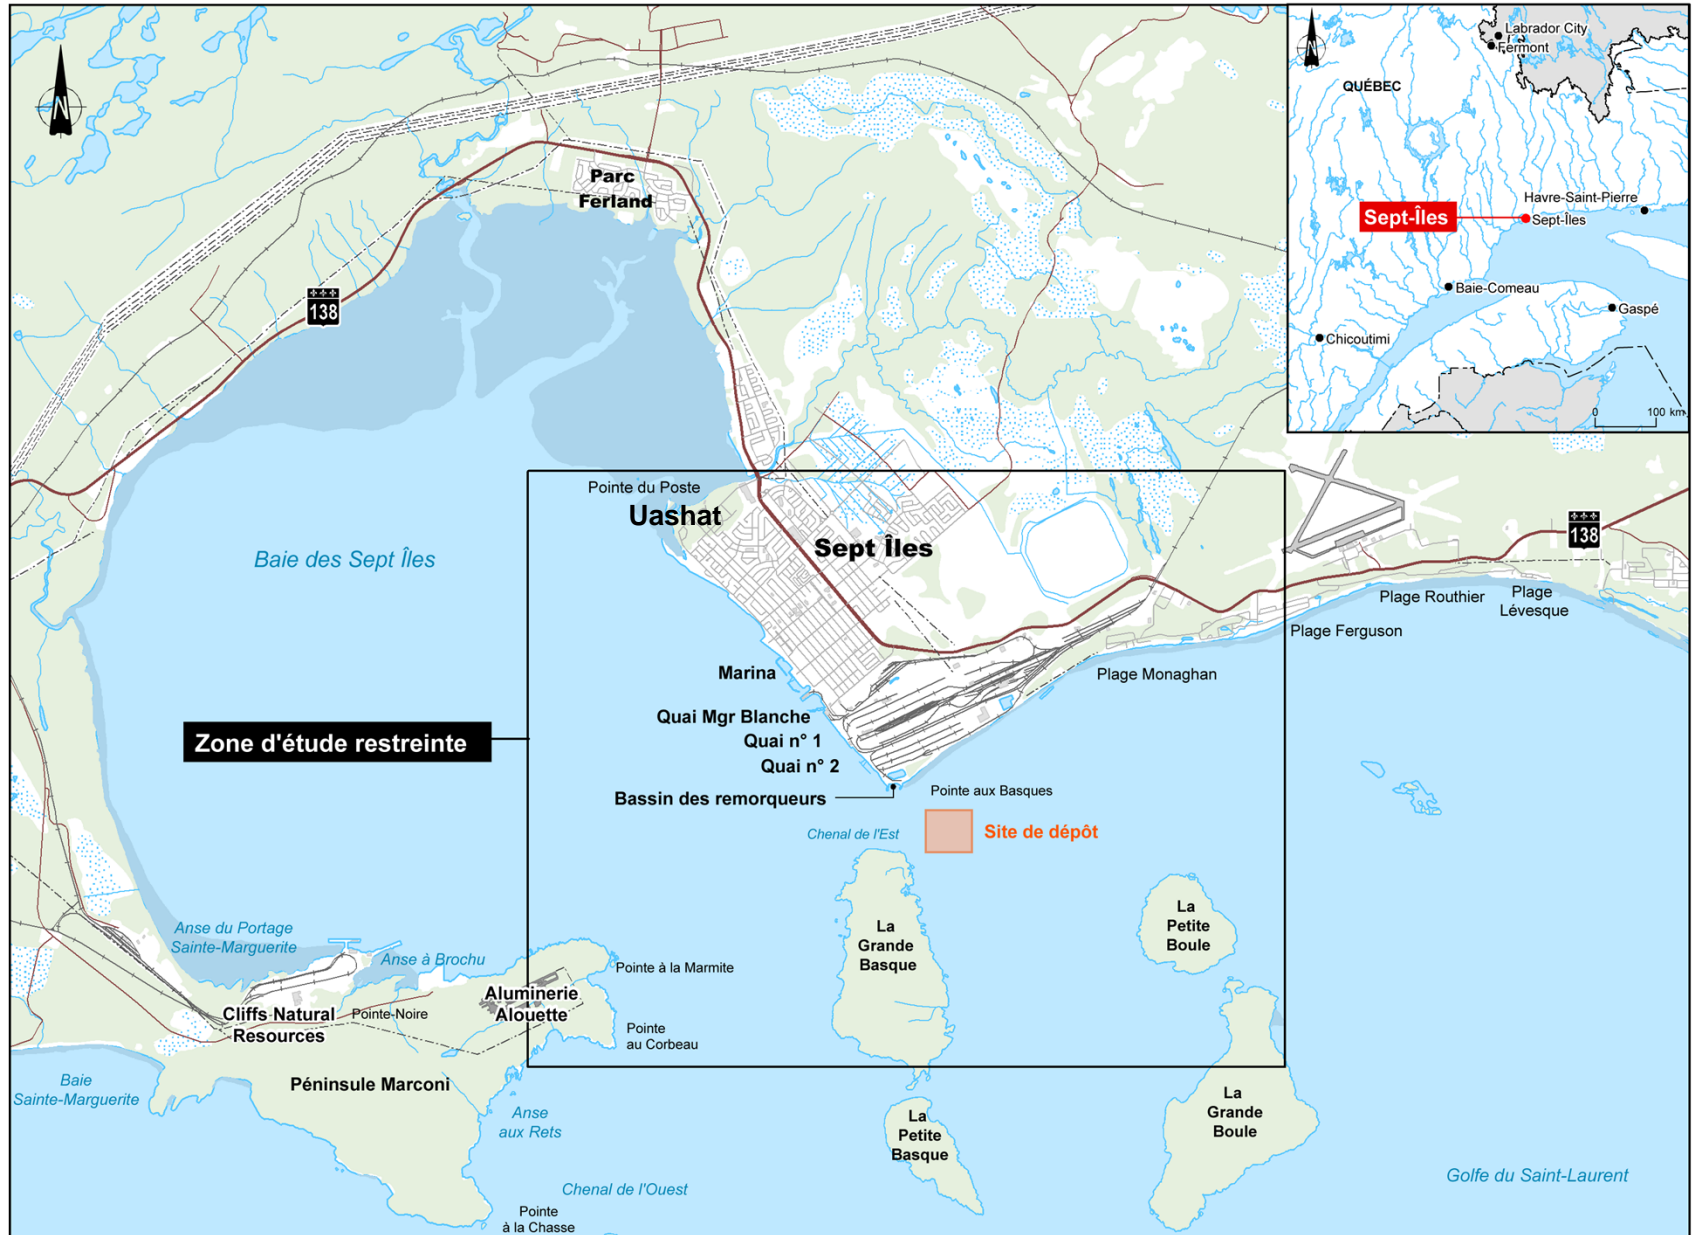 N
Parc
Ferland
138
Pointe du Poste
Uashat
Sept Îles
Baie des Sept Îles
138
Plage Routhier
Plage
Lévesque
Plage Ferguson
Plage Monaghan
Marina
Quai Mgr Blanche
Quai n° 1
Quai n° 2
Zone d'étude restreinte
Bassin des remorqueurs
Pointe aux Basques
Chenal de l'Est
Site de dépôt
La
Grande
Basque
La
Petite
Boule
Anse du Portage
Sainte-Marguerite
Anse à Brochu
Pointe à la Marmite
Aluminerie
Alouette
Cliffs Natural
Resources
Pointe-Noire
Pointe
au Corbeau
Péninsule Marconi
Baie
Sainte-Marguerite
Anse
aux Rets
La
Petite
Basque
La
Grande
Boule
Chenal de l'Ouest
Pointe
à la Chasse
Golfe du Saint-Laurent
N
Labrador City
Fermont
QUÉBEC
Havre-Saint-Pierre
Sept-Îles
Sept-Îles
Baie-Comeau
Gaspé
Chicoutimi
0 100 km